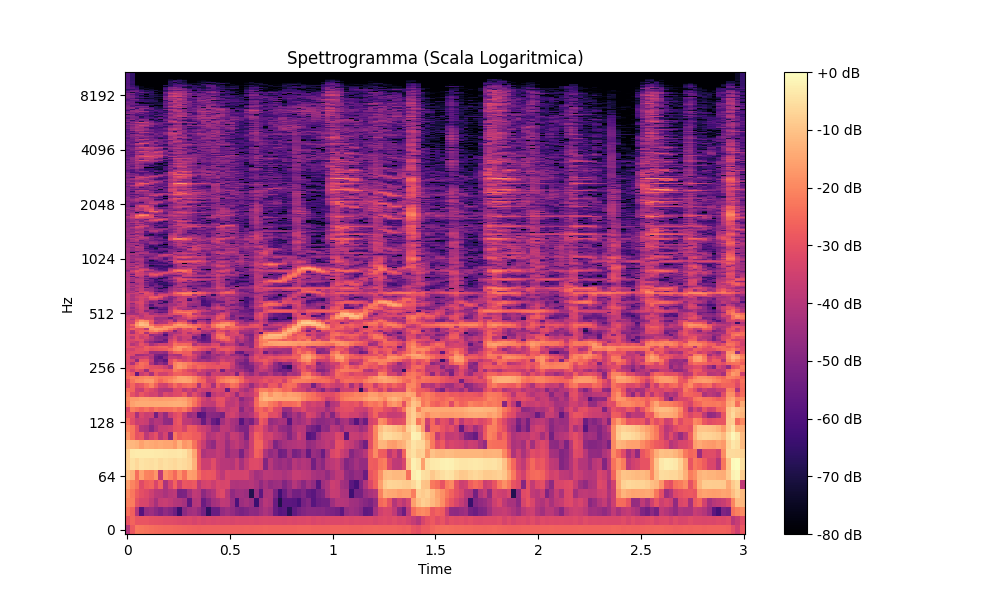 Spettrogramma (Scala Logaritmica)
Hz
8192
4096
2048
1024
512
256
128
64
0
0
0.5
1
1.5
2
2.5
3
Time
+0 dB
-10 dB
-20 dB
-30 dB
-40 dB
-50 dB
-60 dB
-70 dB
-80 dB